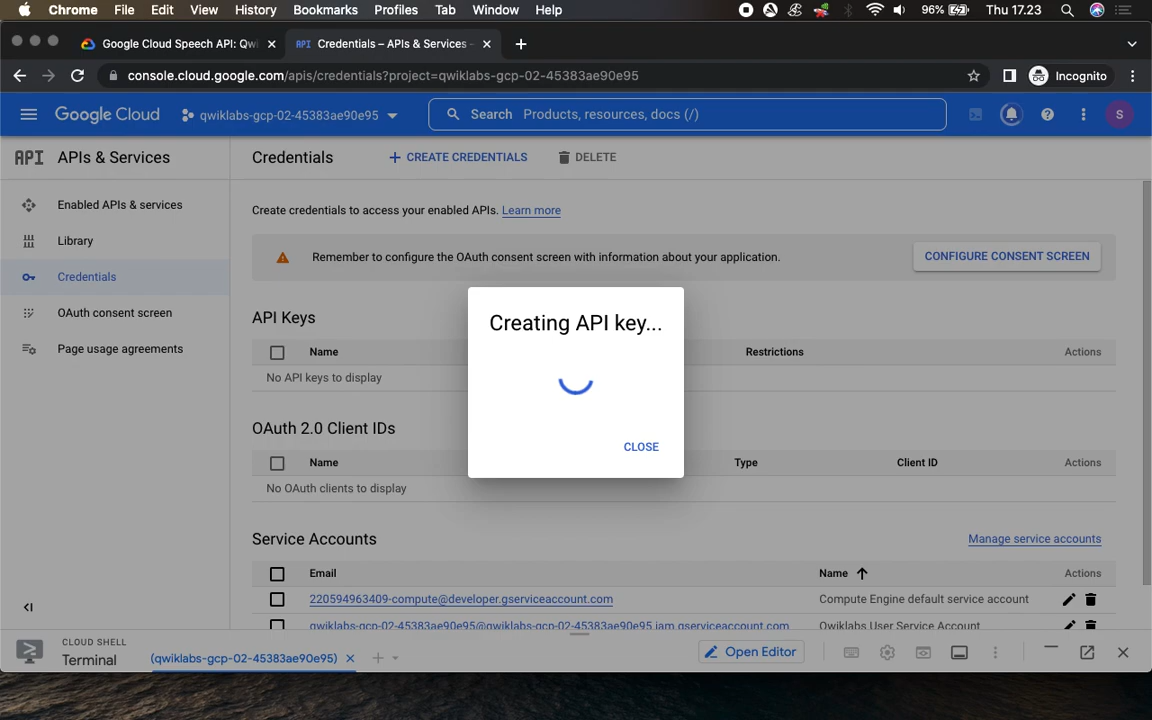 Chrome File Edit View History Bookmarks Profiles Tab Window Help 96% Thu 17.23
Google Cloud Speech API: Qwi
API Credentials – APIs & Services -
console.cloud.google.com/apis/credentials?project=qwiklabs-gcp-02-45383ae90e95
Incognito
Google Cloud
qwiklabs-gcp-02-45383ae90e95
Search Products, resources, docs (/)
S
API APIs & Services
Credentials
+ CREATE CREDENTIALS
DELETE
Enabled APIs & services
Library
Credentials
OAuth consent screen
Page usage agreements
Create credentials to access your enabled APIs. Learn more
Remember to configure the OAuth consent screen with information about your application.
CONFIGURE CONSENT SCREEN
API Keys
Name Restrictions Actions
No API keys to display
Creating API key...
CLOSE
OAuth 2.0 Client IDs
Name Type Client ID Actions
No OAuth clients to display
Service Accounts
Manage service accounts
Email Name Actions
220594963409-compute@developer.gserviceaccount.com Compute Engine default service account
qwiklabs-gcp-02-45383ae90e95@qwiklabs-gcp-02-45383ae90e95.iam.gserviceaccount.com Qwiklabs User Service Account
CLOUD SHELL
Terminal
(qwiklabs-gcp-02-45383ae90e95)
Open Editor